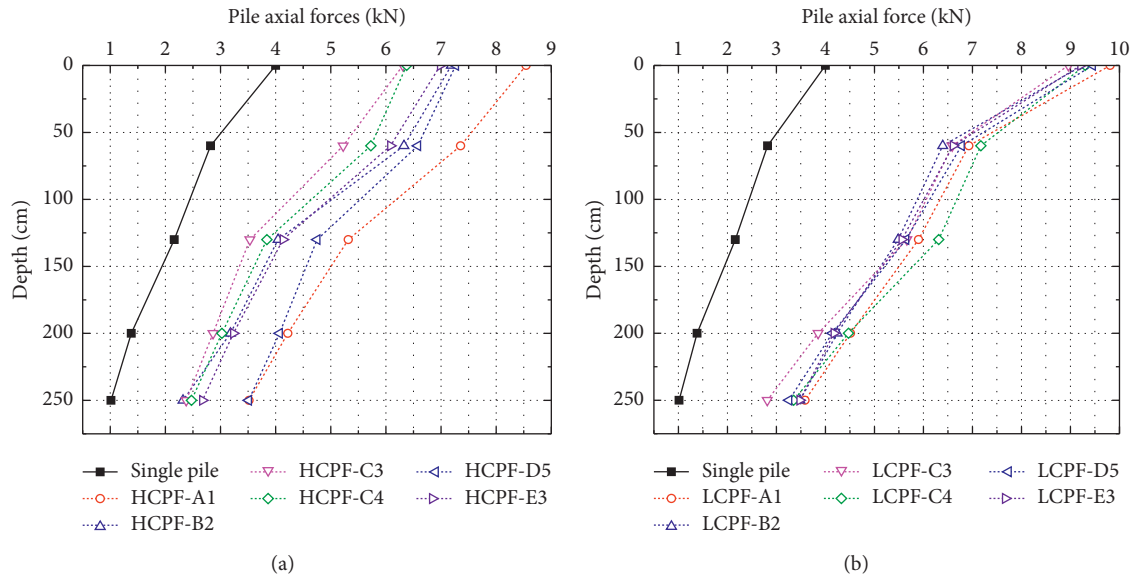 Pile axial forces (kN)
1 2 3 4 5 6 7 8 9
0
50
100
150
200
250
Depth (cm)
Single pile
HCPF-A1
HCPF-B2
HCPF-C3
HCPF-C4
HCPF-D5
HCPF-E3
(a)
Pile axial force (kN)
1 2 3 4 5 6 7 8 9 10
0
50
100
150
200
250
Depth (cm)
Single pile
LCPF-A1
LCPF-B2
LCPF-C3
LCPF-C4
LCPF-D5
LCPF-E3
(b)